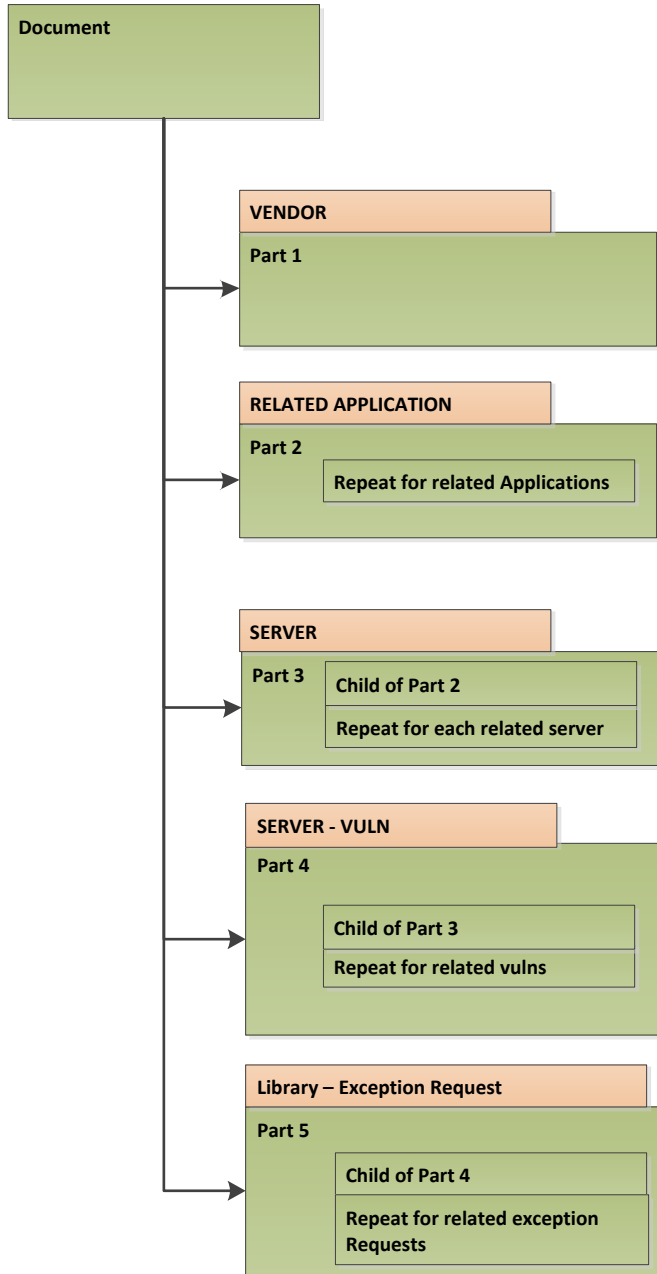 Document
VENDOR
Part 1
RELATED APPLICATION
Part 2
Repeat for related Applications
SERVER
Part 3
Child of Part 2
Repeat for each related server
SERVER - VULN
Part 4
Child of Part 3
Repeat for related vulns
Library – Exception Request
Part 5
Child of Part 4
Repeat for related exception
Requests